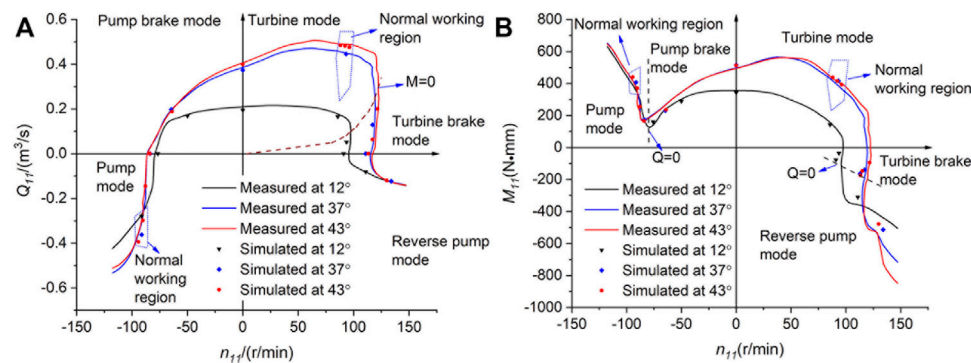 A
Pump brake mode
Turbine mode
Normal working
region
M=0
Turbine brake
mode
Pump
mode
Normal
working
region
Reverse pump
mode
Measured at 12°
Measured at 37°
Measured at 43°
Simulated at 12°
Simulated at 37°
Simulated at 43°
Q11/(m³/s)
0.6
0.4
0.2
0.0
-0.2
-0.4
-0.6
-150 -100 -50 0 50 100 150
n11/(r/min)
B
Normal working region
Pump brake
mode
Turbine mode
Normal
working region
Pump
mode
Q=0
Q=0
Turbine brake
mode
Reverse pump
mode
Measured at 12°
Measured at 37°
Measured at 43°
Simulated at 12°
Simulated at 37°
Simulated at 43°
M11(N•mm)
800
600
400
200
0
-200
-400
-600
-800
-1000
-150 -100 -50 0 50 100 150
n11(r/min)